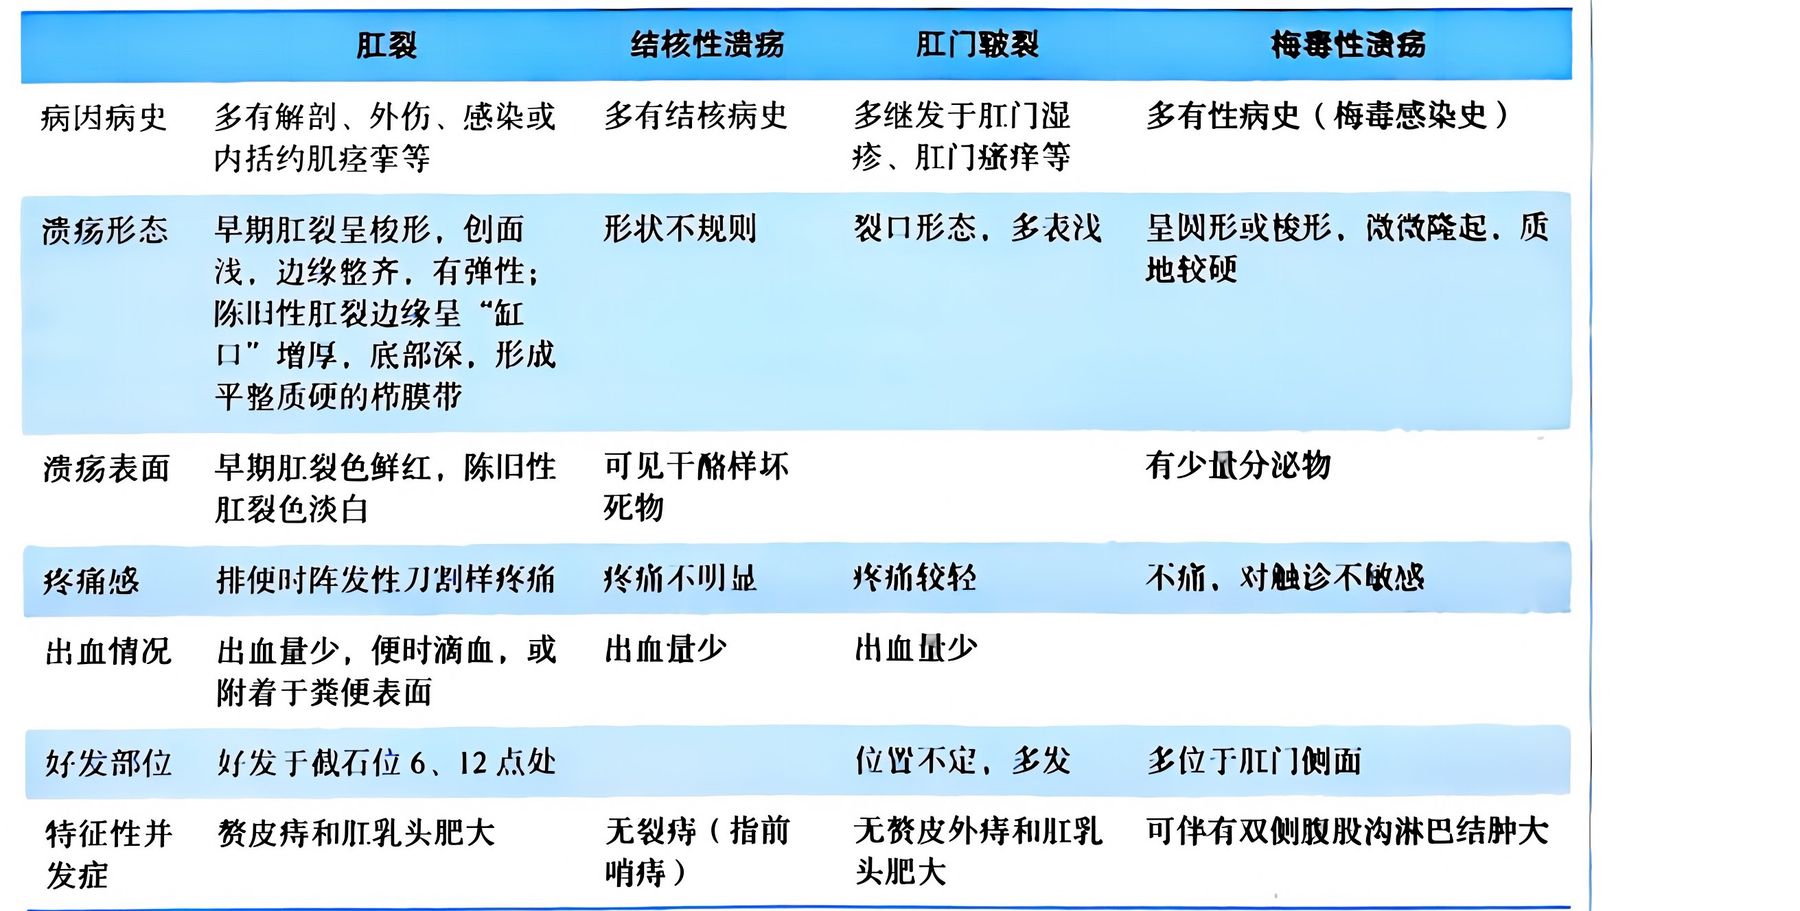 肛裂 结核性溃疡 肛门皲裂 梅毒性溃疡
病因病史 多有解剖、外伤、感染或 多有结核病史 多继发于肛门湿 多有性病史（梅毒感染史）
内括约肌痉挛等 疹、肛门瘙痒等
溃疡形态 早期肛裂呈梭形，创面 形状不规则 裂口形态，多表浅 呈圆形或梭形，微微隆起，质
浅，边缘整齐，有弹性； 地较硬
陈旧性肛裂边缘呈“缸
口”增厚，底部深，形成
平整质硬的栉膜带
溃疡表面 早期肛裂色鲜红，陈旧性 可见干酪样坏 有少量分泌物
肛裂色淡白 死物
疼痛感 排便时阵发性刀割样疼痛 疼痛不明显 疼痛较轻 不痛，对触诊不敏感
出血情况 出血量少，便时滴血，或 出血量少 出血量少
附着于粪便表面
好发部位 好发于截石位 6、12 点处 位置不定，多发 多位于肛门侧面
特征性并 赘皮痔和肛乳头肥大 无裂痔（指前 无赘皮外痔和肛乳 可伴有双侧腹股沟淋巴结肿大
发症 哨痔） 头肥大